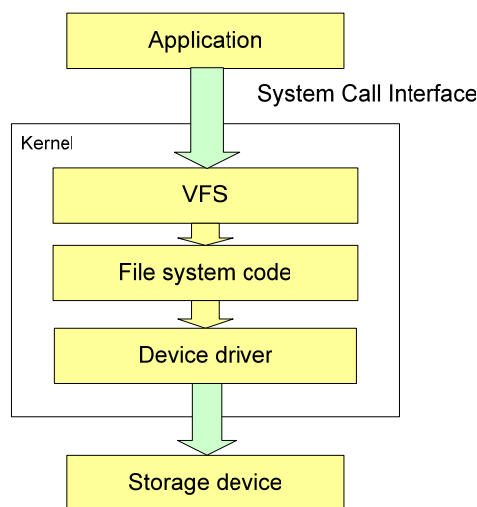 Application
System Call Interface
Kernel
VFS
File system code
Device driver
Storage device